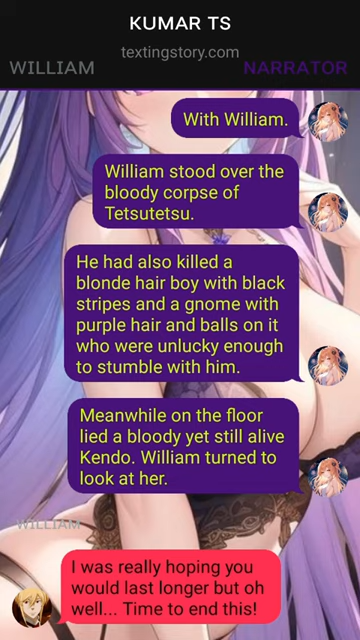 KUMAR TS
textingstory.com
WILLIAM NARRATOR
With William.
William stood over the
bloody corpse of
Tetsutetsu.
He had also killed a
blonde hair boy with black
stripes and a gnome with
purple hair and balls on it
who were unlucky enough
to stumble with him.
Meanwhile on the floor
lied a bloody yet still alive
Kendo. William turned to
look at her.
WILLIAM
I was really hoping you
would last longer but oh
well... Time to end this!